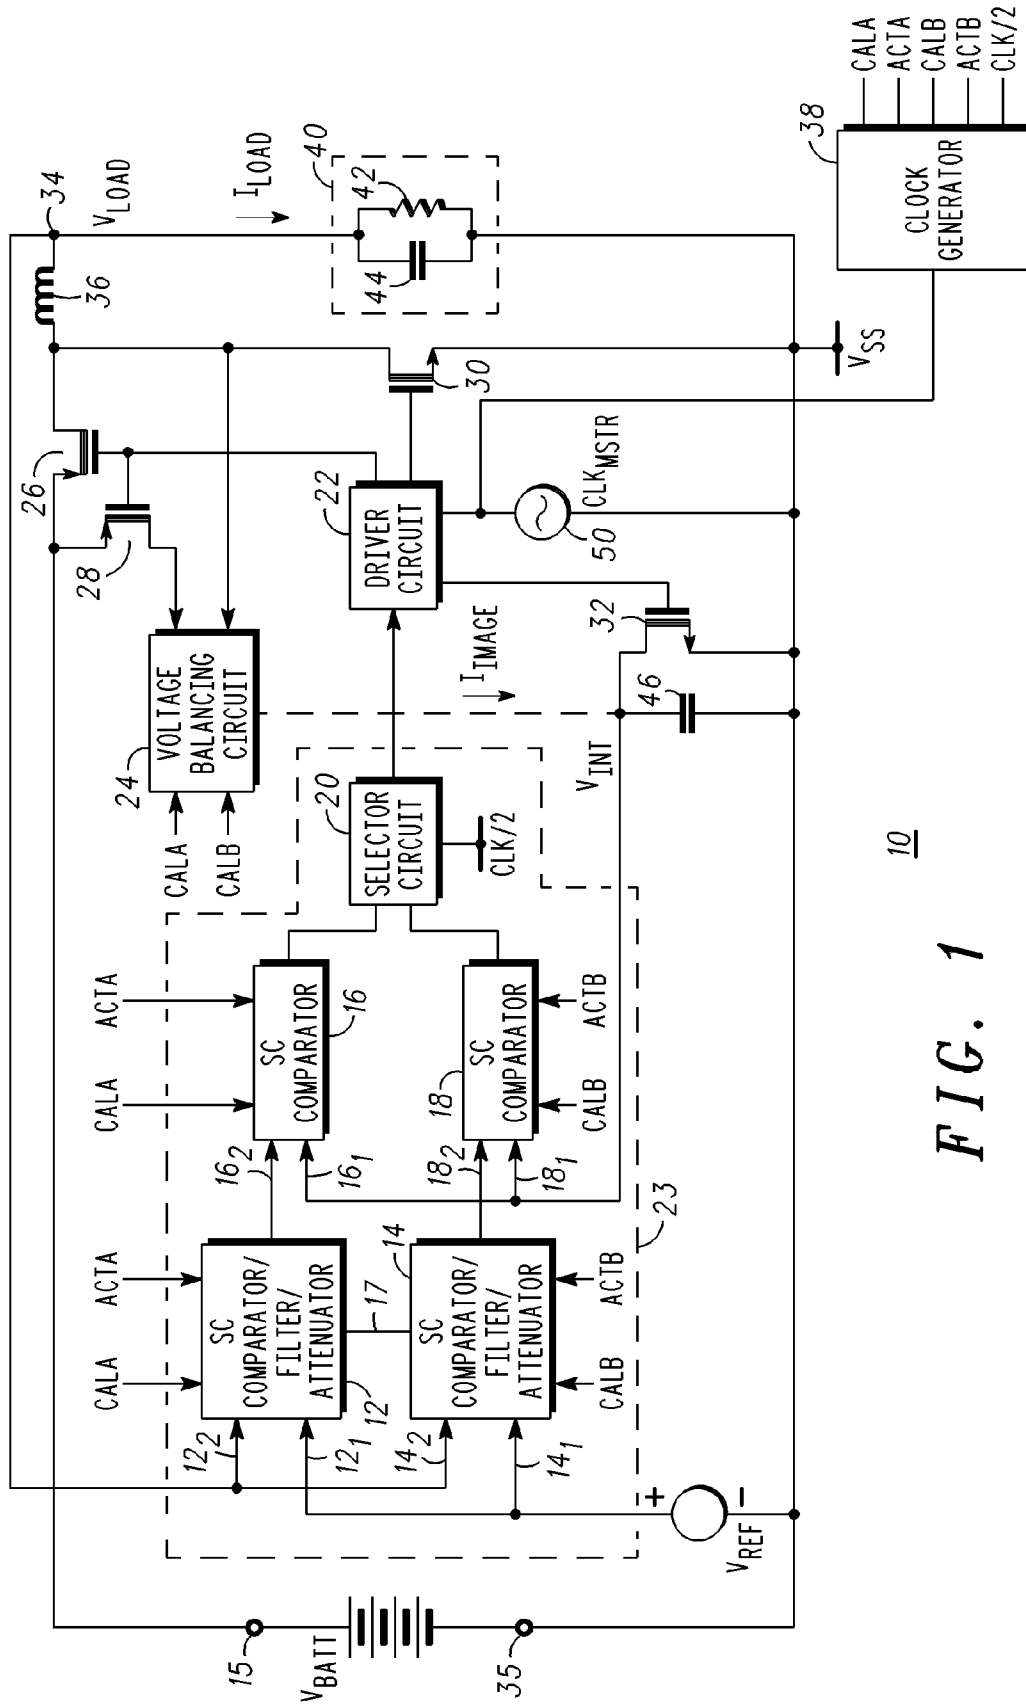 15
V_BATT
35
V_REF
+
-
12_2
12_1
14_2
14_1
CALA
ACTA
SC
COMPARATOR/
FILTER/
ATTENUATOR
12
17
14
SC
COMPARATOR/
FILTER/
ATTENUATOR
CALB
ACTB
23
16_2
16_1
18_2
18_1
CALA
ACTA
SC
COMPARATOR
16
18
SC
COMPARATOR
CALB
ACTB
20
SELECTOR
CIRCUIT
CLK/2
CALA
CALB
24
VOLTAGE
BALANCING
CIRCUIT
V_INT
I_IMAGE
46
32
28
26
22
DRIVER
CIRCUIT
50
CLK_MSTR
30
36
34
V_LOAD
I_LOAD
40
42
44
V_SS
38
CLOCK
GENERATOR
CALA
ACTA
CALB
ACTB
CLK/2
10
FIG. 1